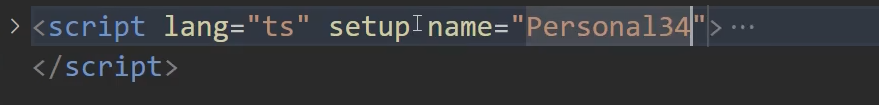 <script lang="ts" setup name="Personal34">···
</script>